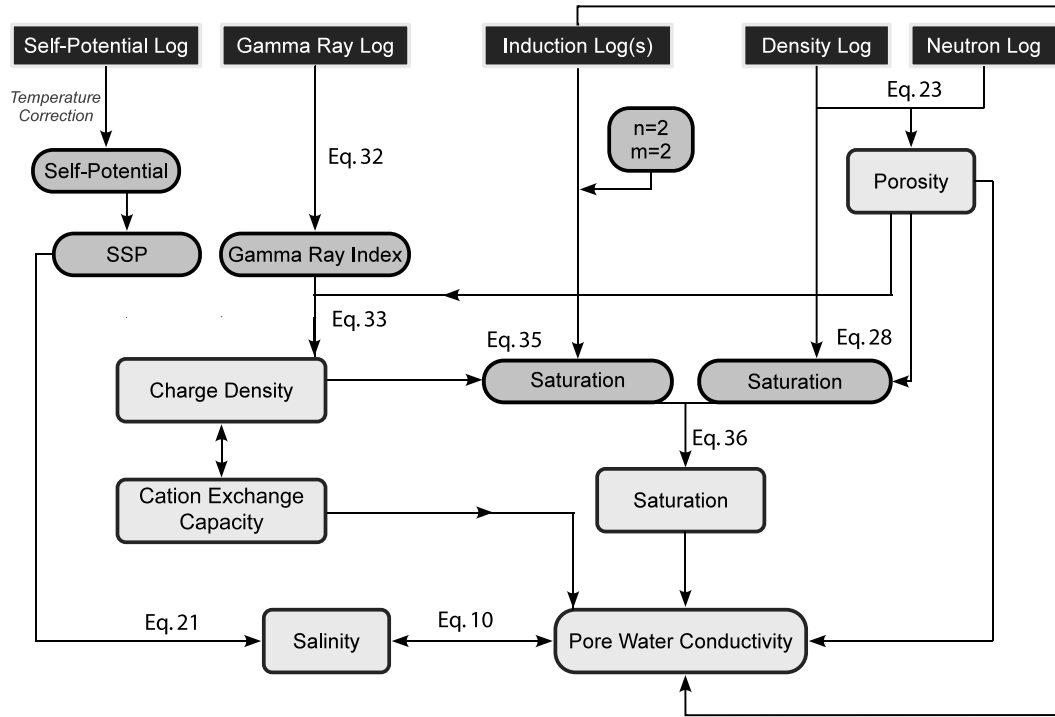 Self-Potential Log
Gamma Ray Log
Induction Log(s)
Density Log
Neutron Log
Temperature
Correction
Eq. 23
n=2
m=2
Eq. 32
Self-Potential
Porosity
SSP
Gamma Ray Index
Eq. 33
Eq. 35
Eq. 28
Charge Density
Saturation
Saturation
Eq. 36
Cation Exchange
Capacity
Saturation
Eq. 21
Salinity
Eq. 10
Pore Water Conductivity